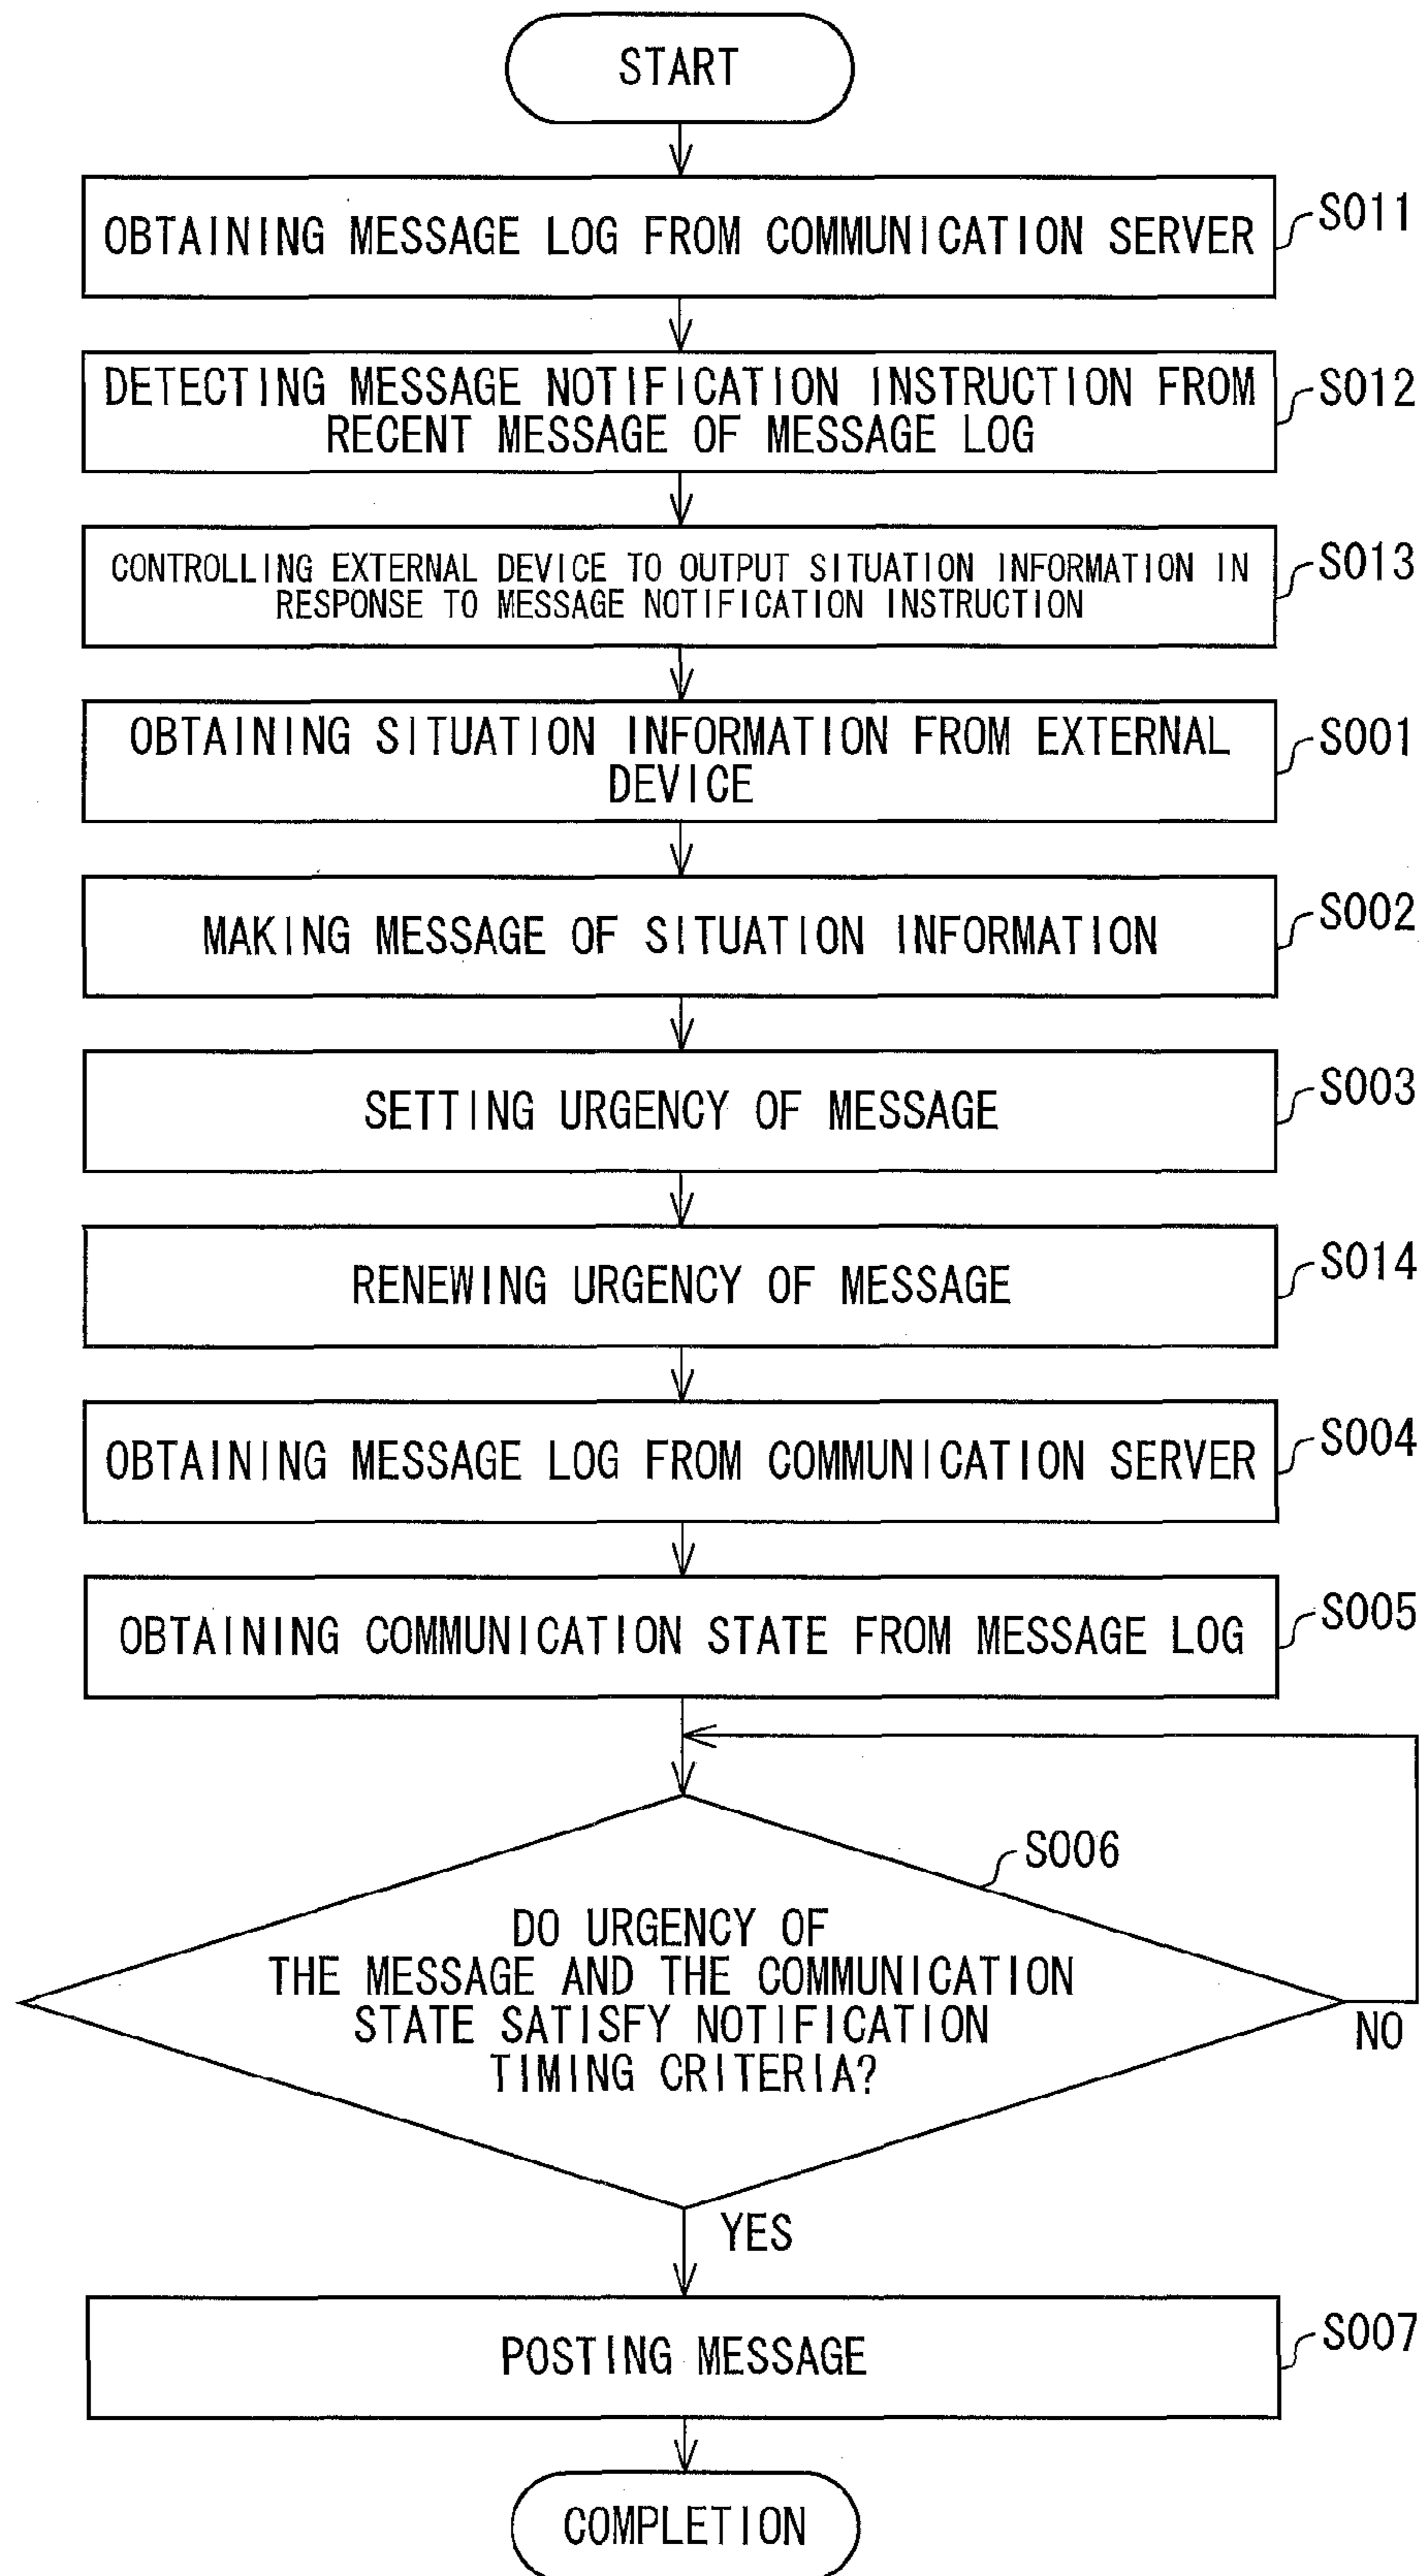 START
OBTAINING MESSAGE LOG FROM COMMUNICATION SERVER
S011
DETECTING MESSAGE NOTIFICATION INSTRUCTION FROM
RECENT MESSAGE OF MESSAGE LOG
S012
CONTROLLING EXTERNAL DEVICE TO OUTPUT SITUATION INFORMATION IN
RESPONSE TO MESSAGE NOTIFICATION INSTRUCTION
S013
OBTAINING SITUATION INFORMATION FROM EXTERNAL
DEVICE
S001
MAKING MESSAGE OF SITUATION INFORMATION
S002
SETTING URGENCY OF MESSAGE
S003
RENEWING URGENCY OF MESSAGE
S014
OBTAINING MESSAGE LOG FROM COMMUNICATION SERVER
S004
OBTAINING COMMUNICATION STATE FROM MESSAGE LOG
S005
S006
DO URGENCY OF
THE MESSAGE AND THE COMMUNICATION
STATE SATISFY NOTIFICATION
TIMING CRITERIA?
NO
YES
POSTING MESSAGE
S007
COMPLETION